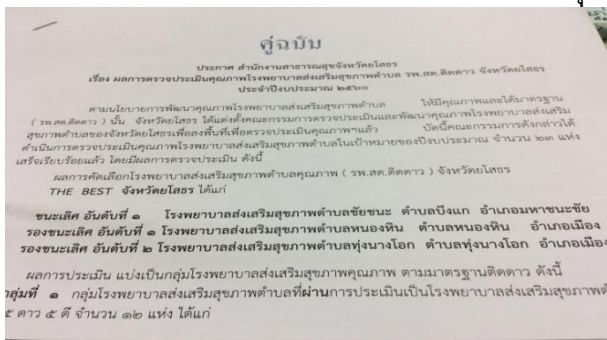 คู่ฉบับ
ประกาศ สำนักงานสาธารณสุขจังหวัดยโสธร
เรื่อง ผลการตรวจประเมินคุณภาพโรงพยาบาลส่งเสริมสุขภาพตำบล รพ.สต.ติดดาว จังหวัดยโสธร
ประจำปีงบประมาณ ๒๕๖๐
ตามนโยบายการพัฒนาคุณภาพโรงพยาบาลส่งเสริมสุขภาพตำบล ให้มีคุณภาพและได้มาตรฐาน
( รพ.สต.ติดดาว ) นั้น จังหวัดยโสธร ได้แต่งตั้งคณะกรรมการตรวจประเมินและพัฒนาคุณภาพโรงพยาบาลส่งเสริม
สุขภาพตำบลของจังหวัดยโสธรเพื่อลงพื้นที่เพื่อตรวจประเมินคุณภาพฯแล้ว บัดนี้คณะกรรมการดังกล่าวได้
ดำเนินการตรวจประเมินคุณภาพโรงพยาบาลส่งเสริมสุขภาพตำบลในเป้าหมายของปีงบประมาณ จำนวน ๒๓ แห่ง
เสร็จเรียบร้อยแล้ว โดยมีผลการตรวจประเมิน ดังนี้
ผลการคัดเลือกโรงพยาบาลส่งเสริมสุขภาพตำบลคุณภาพ ( รพ.สต.ติดดาว ) จังหวัดยโสธร
THE BEST จังหวัดยโสธร ได้แก่
ชนะเลิศ อันดับที่ ๑ โรงพยาบาลส่งเสริมสุขภาพตำบลชัยชนะ ตำบลบึงแก อำเภอมหาชนะชัย
รองชนะเลิศ อันดับที่ ๑ โรงพยาบาลส่งเสริมสุขภาพตำบลหนองหิน ตำบลหนองหิน อำเภอเมือง
รองชนะเลิศ อันดับที่ ๒ โรงพยาบาลส่งเสริมสุขภาพตำบลทุ่งนางโอก ตำบลทุ่งนางโอก อำเภอเมือง
ผลการประเมิน แบ่งเป็นกลุ่มโรงพยาบาลส่งเสริมสุขภาพคุณภาพ ตามมาตรฐานติดดาว ดังนี้
กลุ่มที่ ๑ กลุ่มโรงพยาบาลส่งเสริมสุขภาพตำบลที่ผ่านการประเมินเป็นโรงพยาบาลส่งเสริมสุขภาพตำ
๕ ดาว ๕ ดี จำนวน ๑๒ แห่ง ได้แก่